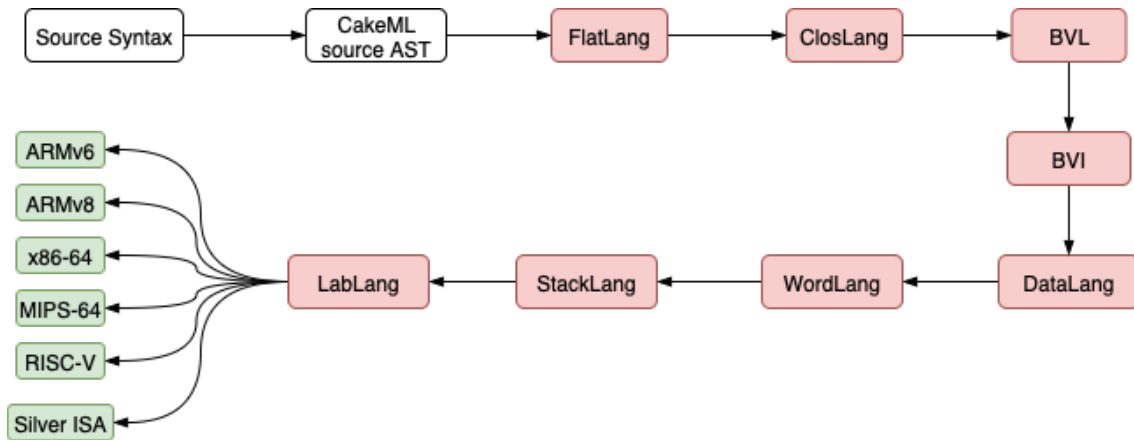 Source Syntax
CakeML
source AST
FlatLang
ClosLang
BVL
ARMv6
BVI
ARMv8
x86-64
LabLang
StackLang
WordLang
DataLang
MIPS-64
RISC-V
Silver ISA